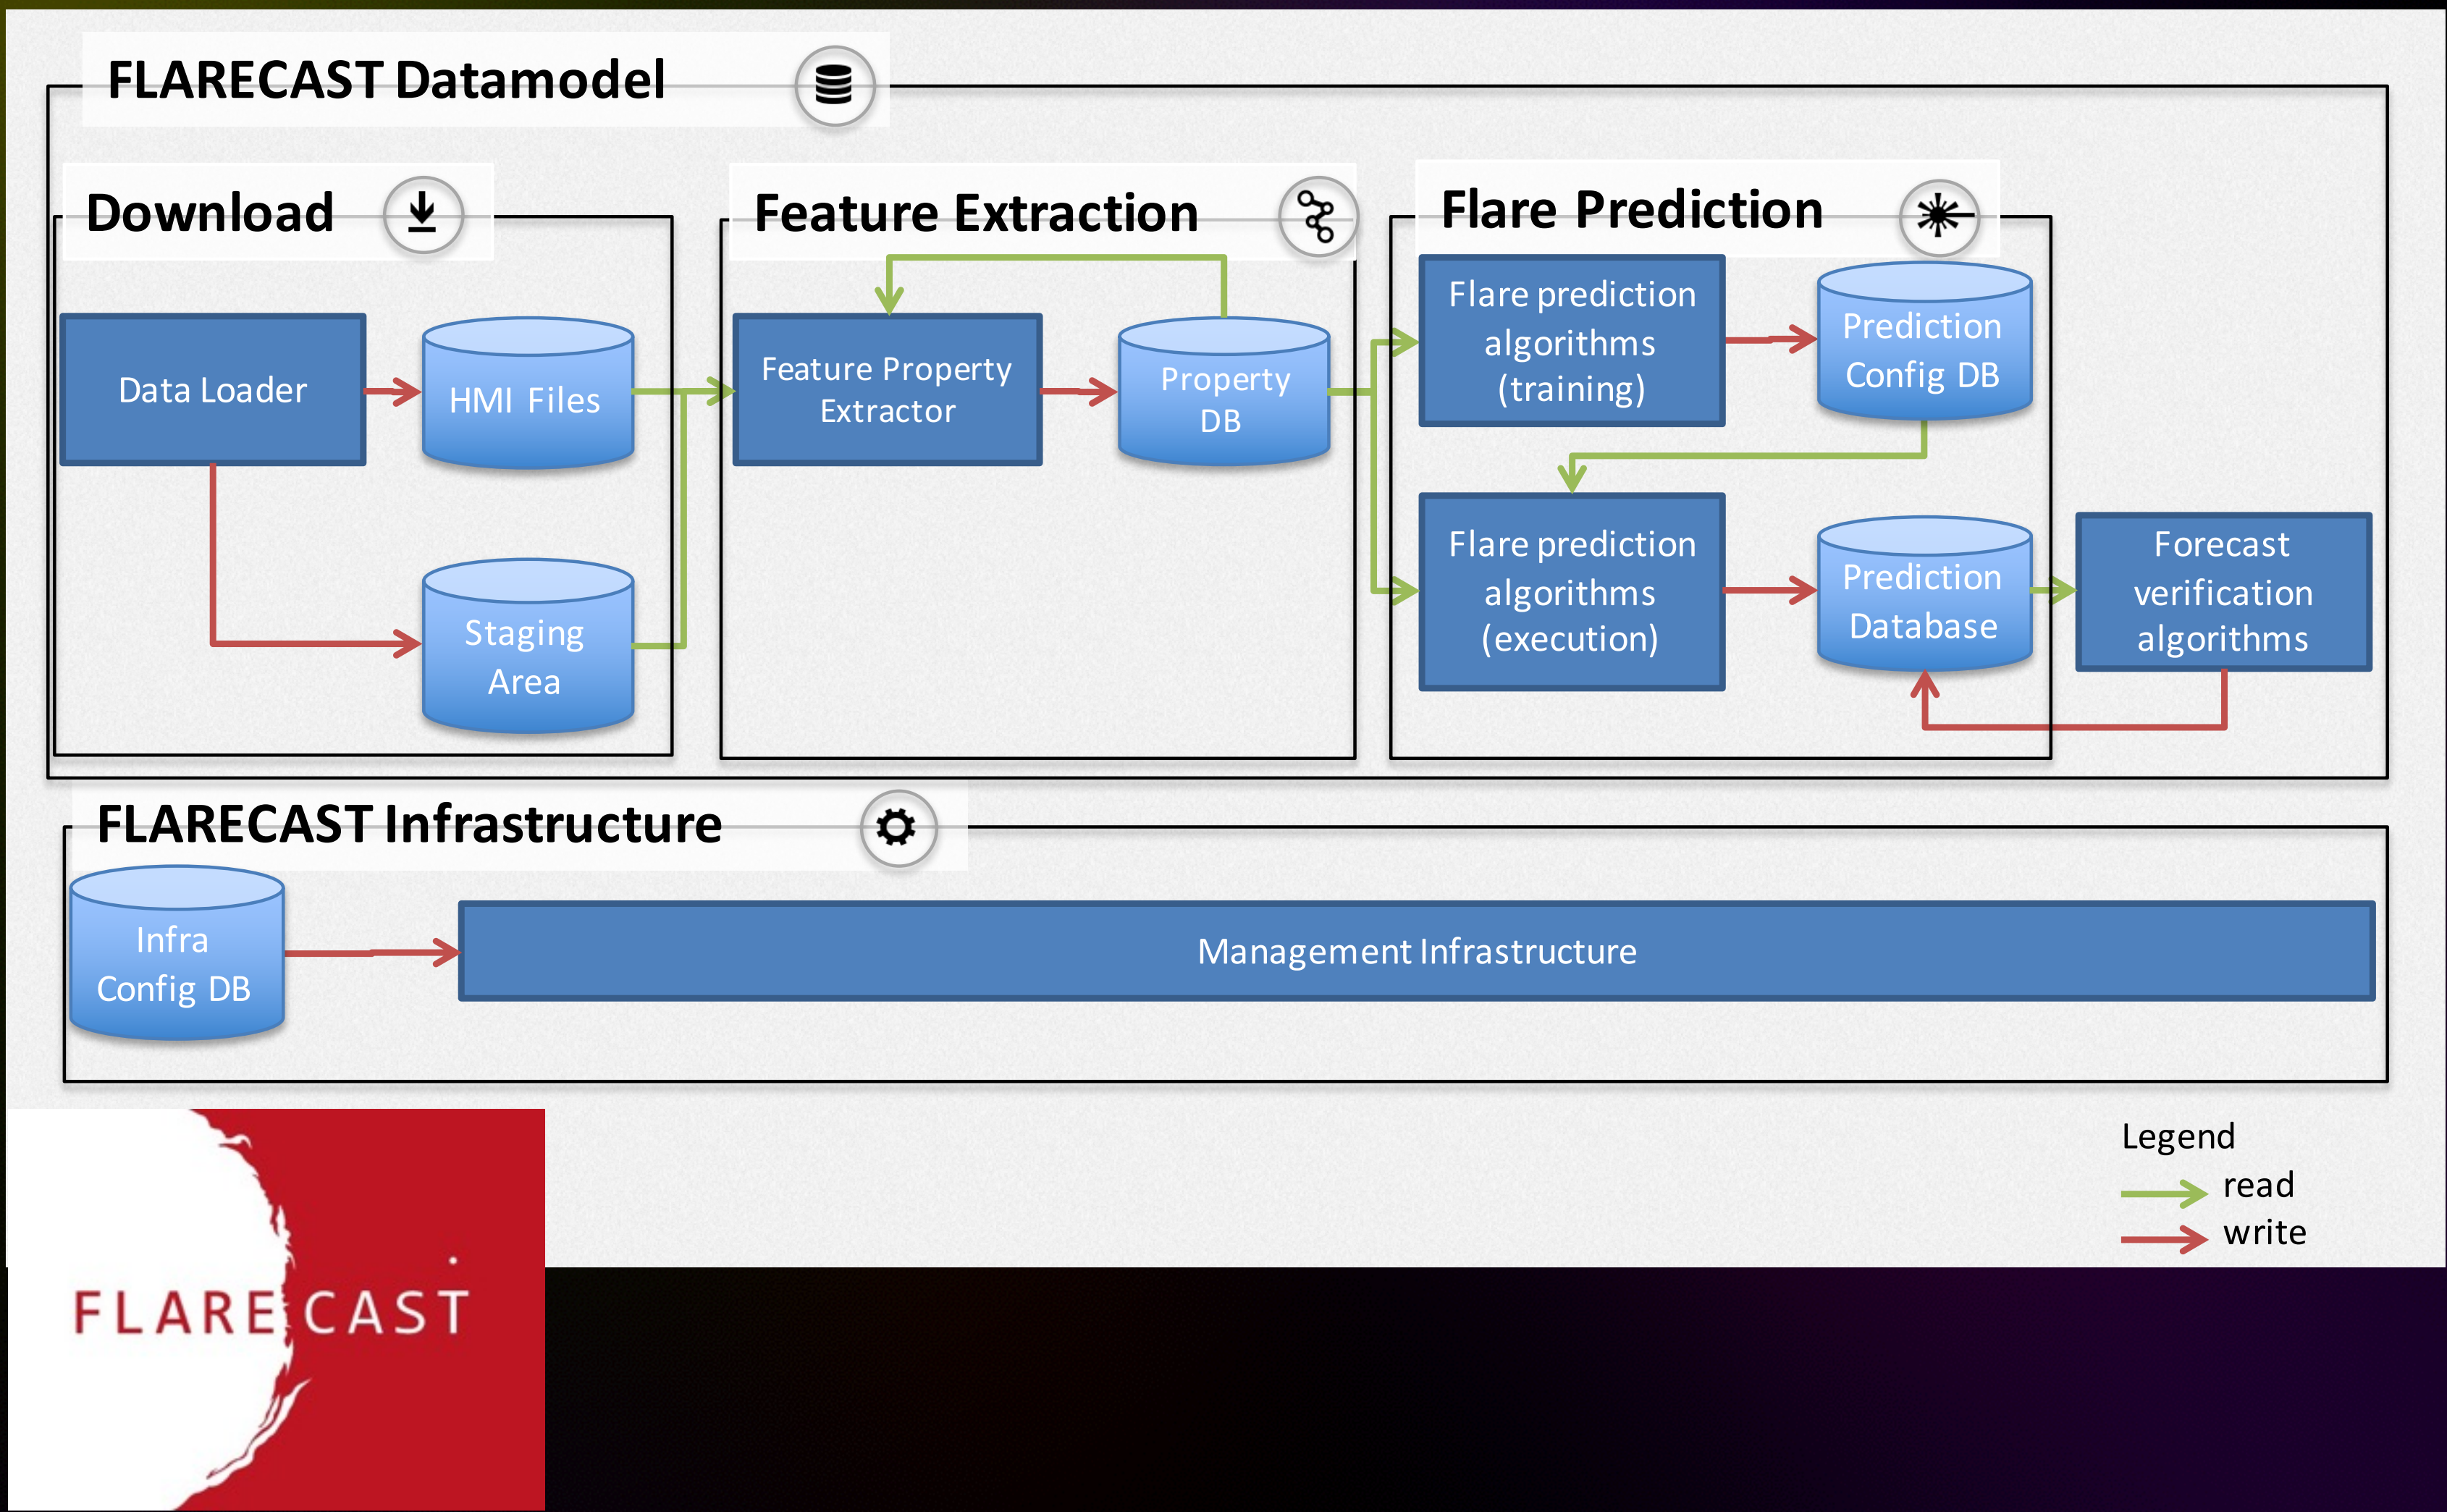 FLARECAST Datamodel
Download
Feature Extraction
Flare Prediction
Data Loader
HMI Files
Staging
Area
Feature Property
Extractor
Property
DB
Flare prediction
algorithms
(training)
Prediction
Config DB
Flare prediction
algorithms
(execution)
Prediction
Database
Forecast
verification
algorithms
FLARECAST Infrastructure
Infra
Config DB
Management Infrastructure
Legend
read
write
FLARECAST